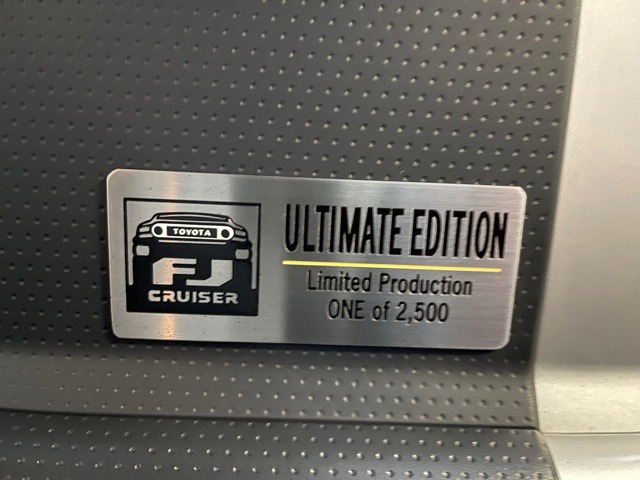 TOYOTA
FJ
CRUISER
ULTIMATE EDITION
Limited Production
ONE of 2,500